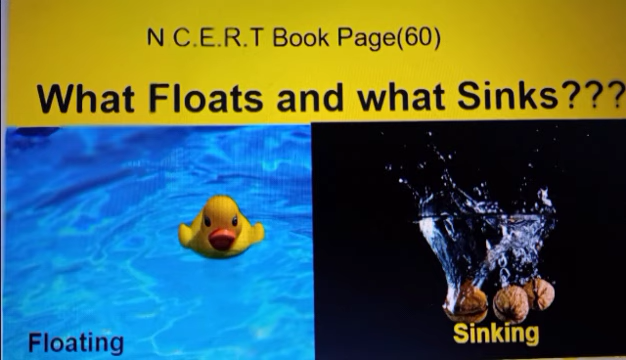 N C.E.R.T Book Page(60)
What Floats and what Sinks???
Floating
Sinking